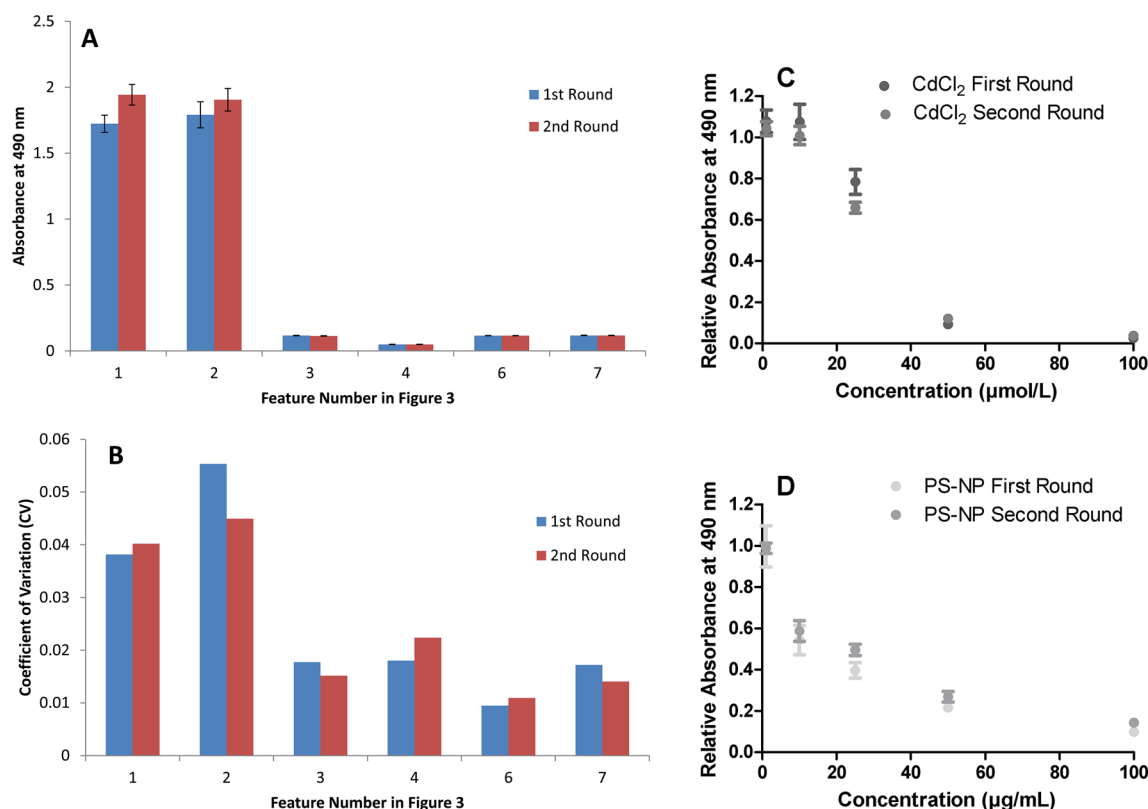 A
2.5
2
1.5
1
0.5
0
Absorbance at 490 nm
1st Round
2nd Round
1 2 3 4 6 7
Feature Number in Figure 3
B
0.06
0.05
0.04
0.03
0.02
0.01
0
Coefficient of Variation (CV)
1st Round
2nd Round
1 2 3 4 6 7
Feature Number in Figure 3
C
CdCl₂ First Round
CdCl₂ Second Round
1.2
1.0
0.8
0.6
0.4
0.2
0.0
Relative Absorbance at 490 nm
0 20 40 60 80 100
Concentration (µmol/L)
D
PS-NP First Round
PS-NP Second Round
1.2
1.0
0.8
0.6
0.4
0.2
0.0
Relative Absorbance at 490 nm
0 20 40 60 80 100
Concentration (µg/mL)